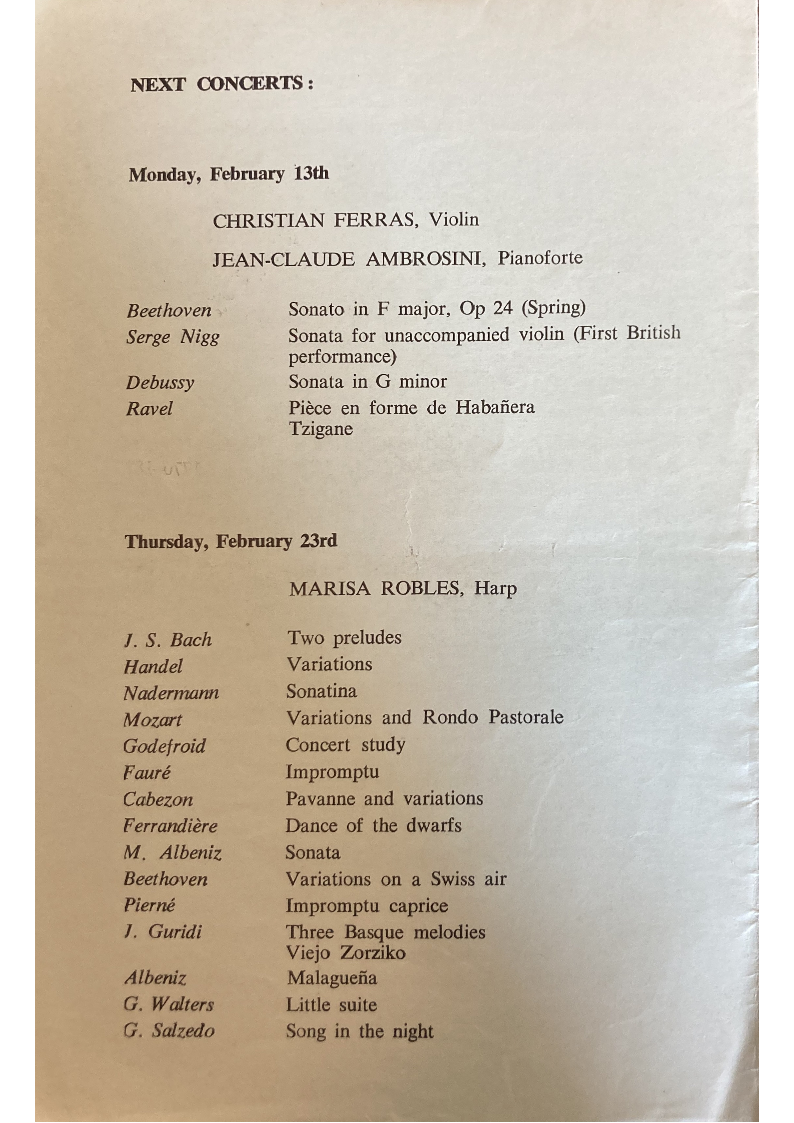 NEXT CONCERTS:
Monday, February 13th
CHRISTIAN FERRAS, Violin
JEAN-CLAUDE AMBROSINI, Pianoforte
Beethoven Sonato in F major, Op 24 (Spring)
Serge Nigg Sonata for unaccompanied violin (First British
performance)
Debussy Sonata in G minor
Ravel Pièce en forme de Habañera
Tzigane
Thursday, February 23rd
MARISA ROBLES, Harp
J. S. Bach Two preludes
Handel Variations
Nadermann Sonatina
Mozart Variations and Rondo Pastorale
Godefroid Concert study
Fauré Impromptu
Cabezon Pavanne and variations
Ferrandière Dance of the dwarfs
M. Albeniz Sonata
Beethoven Variations on a Swiss air
Pierné Impromptu caprice
J. Guridi Three Basque melodies
Viejo Zorziko
Albeniz Malagueña
G. Walters Little suite
G. Salzedo Song in the night